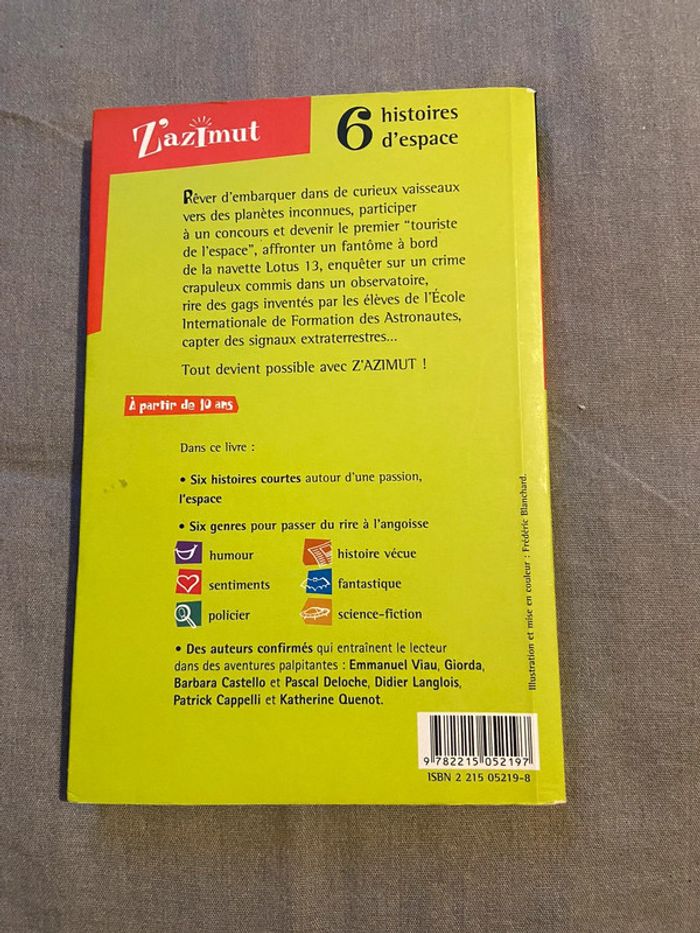 Z'azimut
6 histoires
d'espace
Rêver d'embarquer dans de curieux vaisseaux
vers des planètes inconnues, participer
à un concours et devenir le premier "touriste
de l'espace", affronter un fantôme à bord
de la navette Lotus 13, enquêter sur un crime
crapuleux commis dans un observatoire,
rire des gags inventés par les élèves de l'École
Internationale de Formation des Astronautes,
capter des signaux extraterrestres...
Tout devient possible avec Z'AZIMUT !
À partir de 10 ans
Dans ce livre :
• Six histoires courtes autour d'une passion,
l'espace
• Six genres pour passer du rire à l'angoisse
humour
histoire vécue
sentiments
fantastique
policier
science-fiction
• Des auteurs confirmés qui entraînent le lecteur
dans des aventures palpitantes : Emmanuel Viau, Giorda,
Barbara Castello et Pascal Deloche, Didier Langlois,
Patrick Cappelli et Katherine Quenot.
Illustration et mise en couleur : Frédéric Blanchard.
9 782215 052197
ISBN 2 215 05219-8